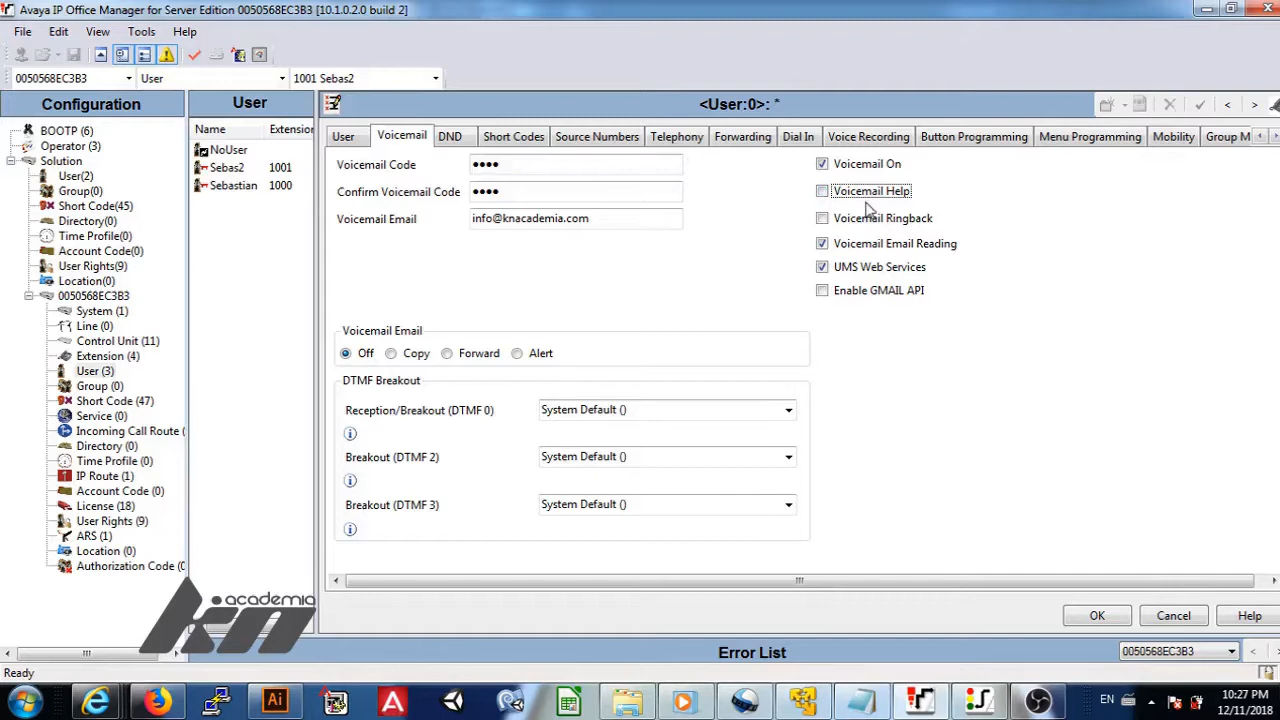 Avaya IP Office Manager for Server Edition 0050568EC3B3 [10.1.0.2.0 build 2]
File Edit View Tools Help
0050568EC3B3 User 1001 Sebas2
Configuration
BOOTP (6)
Operator (3)
Solution
User(2)
Group(0)
Short Code(45)
Directory(0)
Time Profile(0)
Account Code(0)
User Rights(9)
Location(0)
0050568EC3B3
System (1)
Line (0)
Control Unit (11)
Extension (4)
User (3)
Group (0)
Short Code (47)
Service (0)
Incoming Call Route (
Directory (0)
Time Profile (0)
IP Route (1)
Account Code (0)
License (18)
User Rights (9)
ARS (1)
Location (0)
Authorization Code (0
User
Name Extension
NoUser
Sebas2 1001
Sebastian 1000
<User:0>: *
User Voicemail DND Short Codes Source Numbers Telephony Forwarding Dial In Voice Recording Button Programming Menu Programming Mobility Group M
Voicemail Code ••••
Confirm Voicemail Code ••••
Voicemail Email info@knacademia.com
Voicemail On
Voicemail Help
Voicemail Ringback
Voicemail Email Reading
UMS Web Services
Enable GMAIL API
Voicemail Email
Off Copy Forward Alert
DTMF Breakout
Reception/Breakout (DTMF 0) System Default ()
Breakout (DTMF 2) System Default ()
Breakout (DTMF 3) System Default ()
OK Cancel Help
Error List
0050568EC3B3
Ready
academia
kn
EN
10:27 PM
12/11/2018